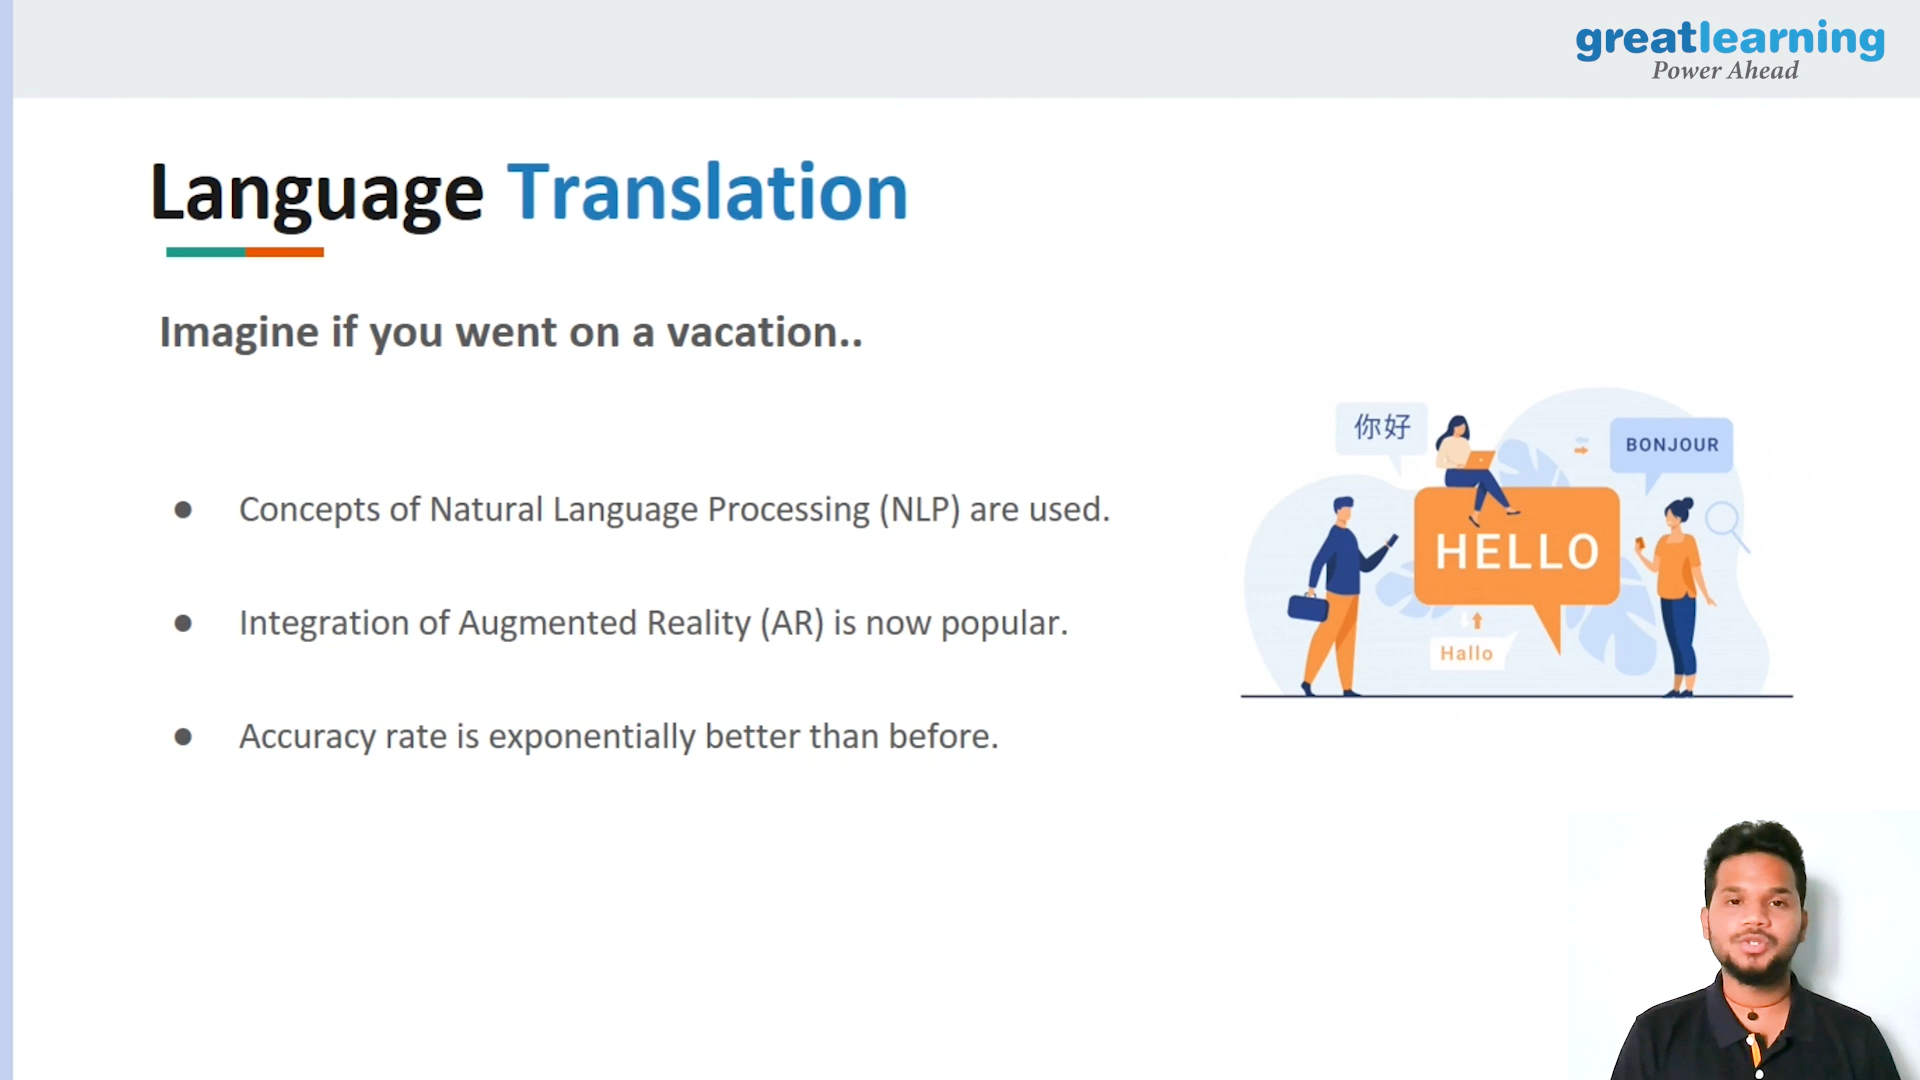 greatlearning
Power Ahead
Language Translation
Imagine if you went on a vacation..
● Concepts of Natural Language Processing (NLP) are used.
● Integration of Augmented Reality (AR) is now popular.
● Accuracy rate is exponentially better than before.
你好
BONJOUR
HELLO
Hallo